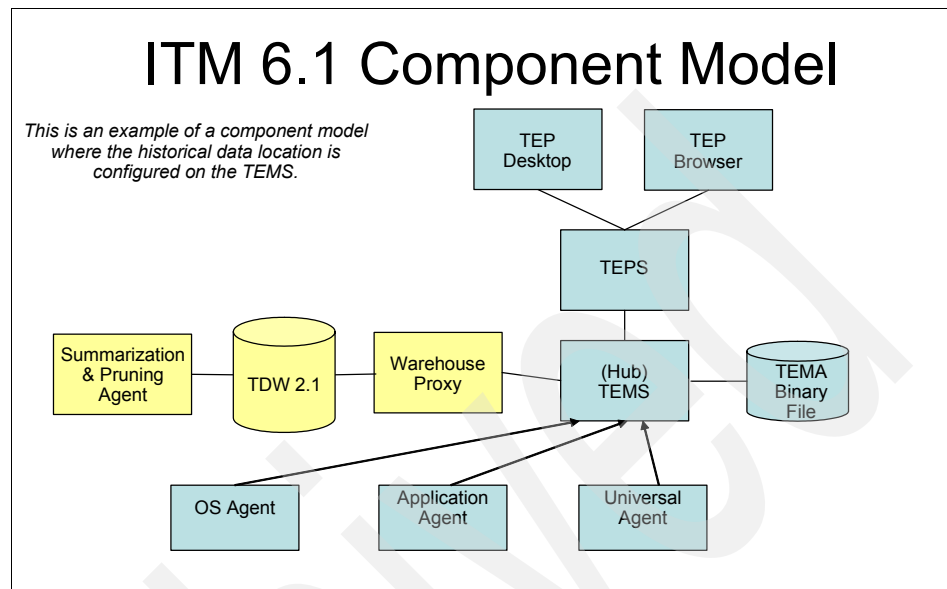 ITM 6.1 Component Model
This is an example of a component model
where the historical data location is
configured on the TEMS.
TEP
Desktop
TEP
Browser
TEPS
Summarization
& Pruning
Agent
TDW 2.1
Warehouse
Proxy
(Hub)
TEMS
TEMA
Binary
File
OS Agent
Application
Agent
Universal
Agent